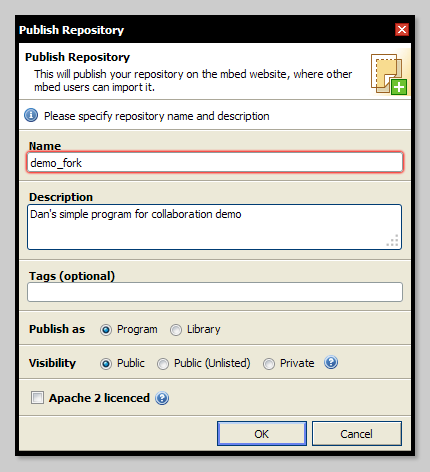 Publish Repository
Publish Repository
This will publish your repository on the mbed website, where other
mbed users can import it.
Please specify repository name and description
Name
demo_fork
Description
Dan's simple program for collaboration demo
Tags (optional)
Publish as Program Library
Visibility Public Public (Unlisted) Private
Apache 2 licenced
OK Cancel